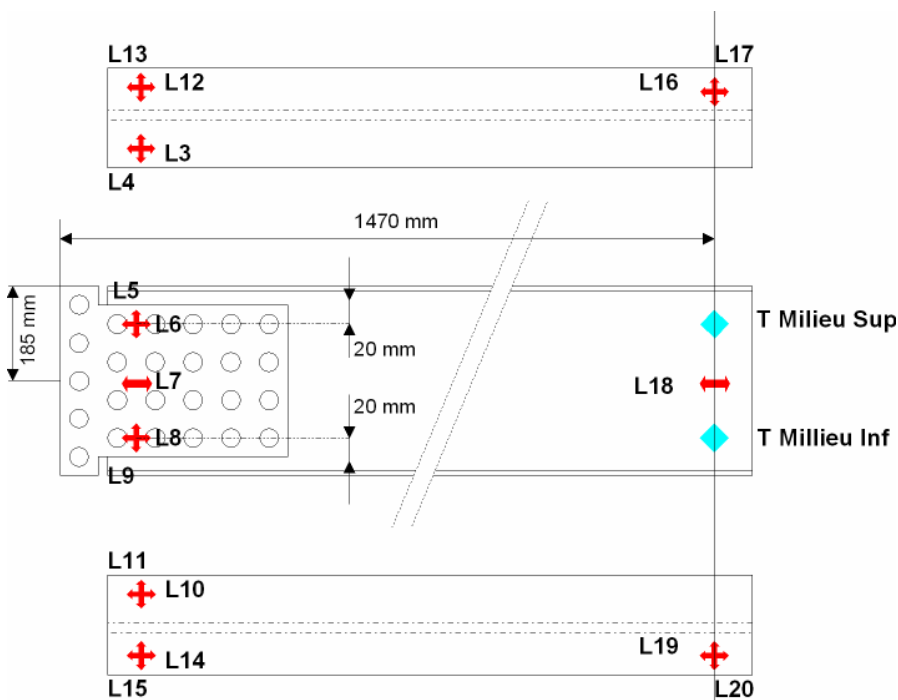 L13
L17
L12
L16
L3
L4
1470 mm
L5
185 mm
L6
T Milieu Sup
20 mm
L7
L18
20 mm
L8
T Millieu Inf
L9
L11
L10
L14
L19
L15
L20